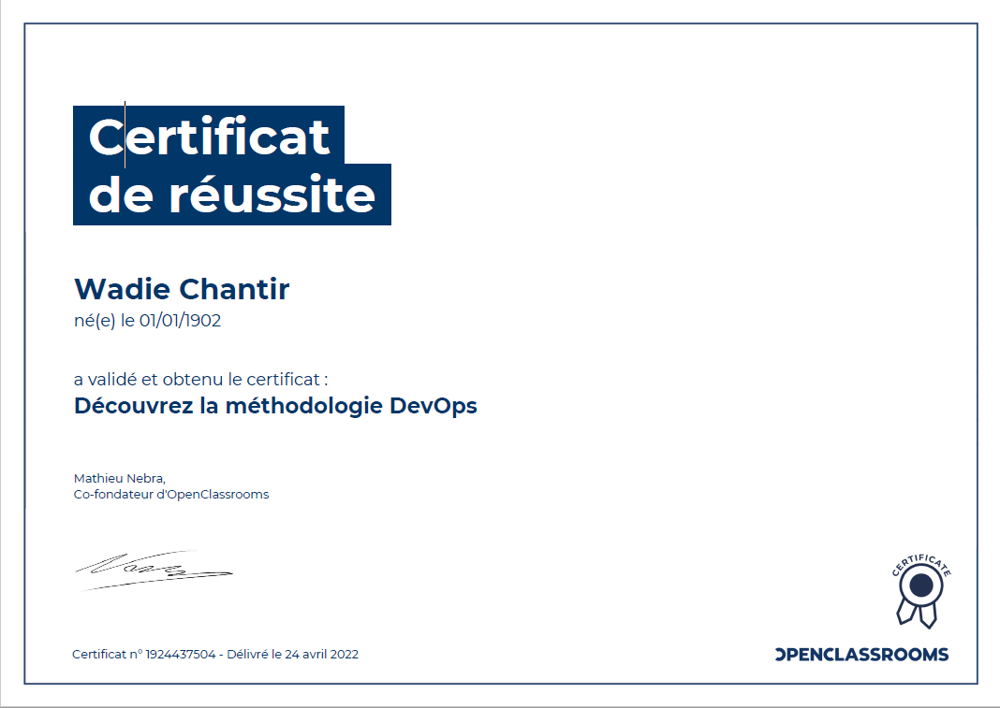 Certificat
de réussite
Wadie Chantir
né(e) le 01/01/1902
a validé et obtenu le certificat :
Découvrez la méthodologie DevOps
Mathieu Nebra,
Co-fondateur d'OpenClassrooms
Certificat n° 1924437504 - Délivré le 24 avril 2022
CERTIFICATE
OPENCLASSROOMS